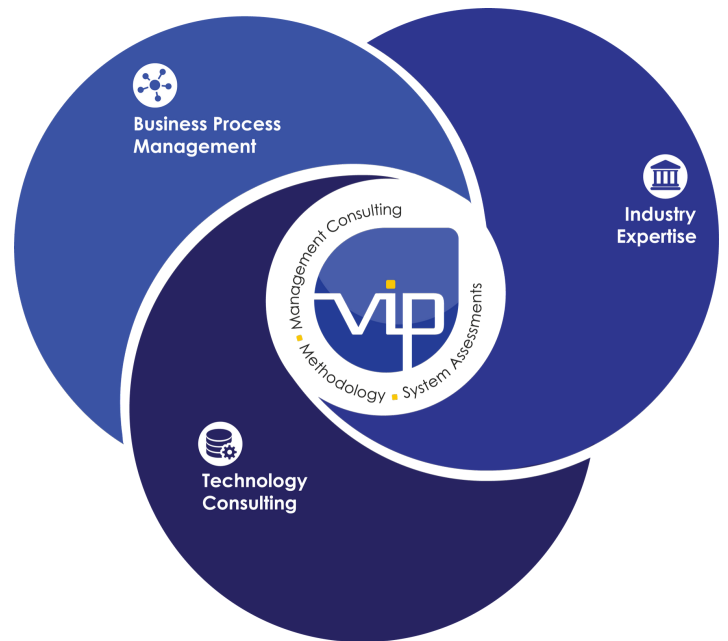 Business Process
Management
Industry
Expertise
Management Consulting
vip
Methodology
System Assessments
Technology
Consulting